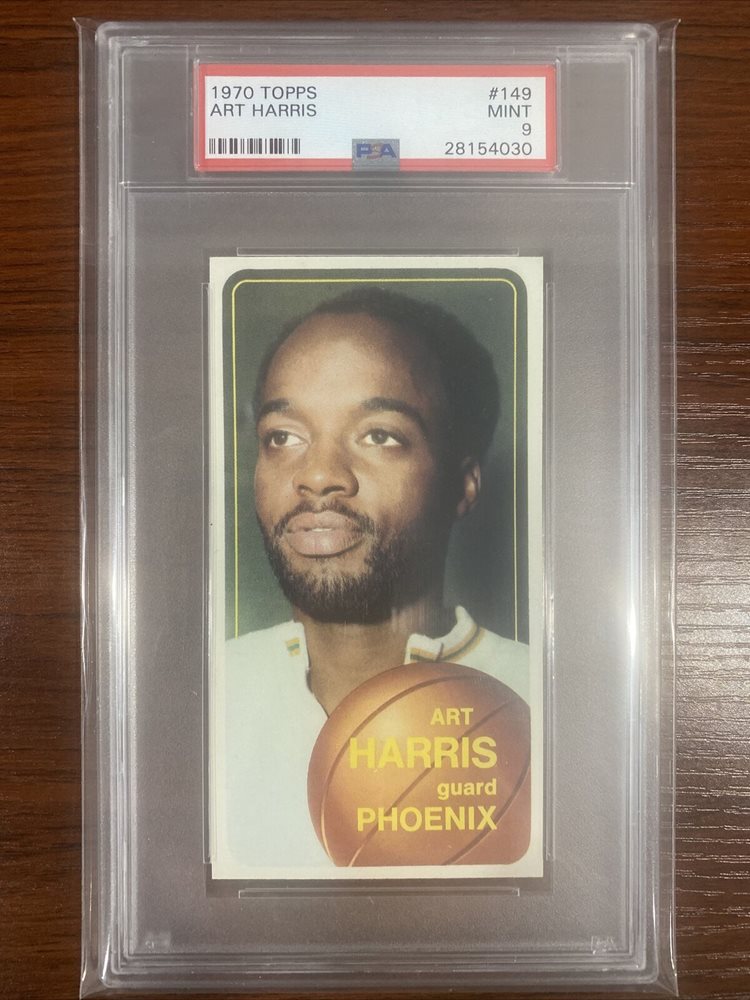 1970 TOPPS #149
ART HARRIS MINT
9
PSA 28154030
ART
HARRIS
guard
PHOENIX